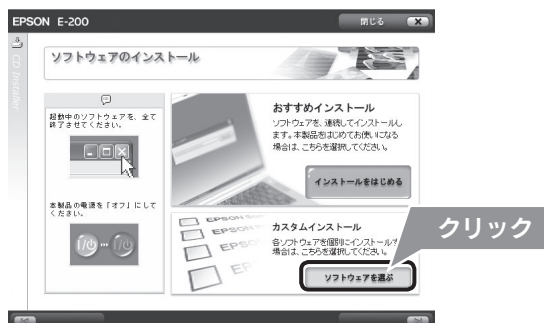 EPSON E-200
閉じる
CD Installer
ソフトウェアのインストール
起動中のソフトウェアを、全て
終了させてください。
本製品の電源を「オフ」にして
ください。
おすすめインストール
ソフトウェアを、連続してインストールし
ます。本製品をはじめてお使いになる
場合は、こちらを選択してください。
インストールをはじめる
カスタムインストール
各ソフトウェアを個別にインストールす
場合は、こちらを選択してください。
ソフトウェアを選ぶ
クリック